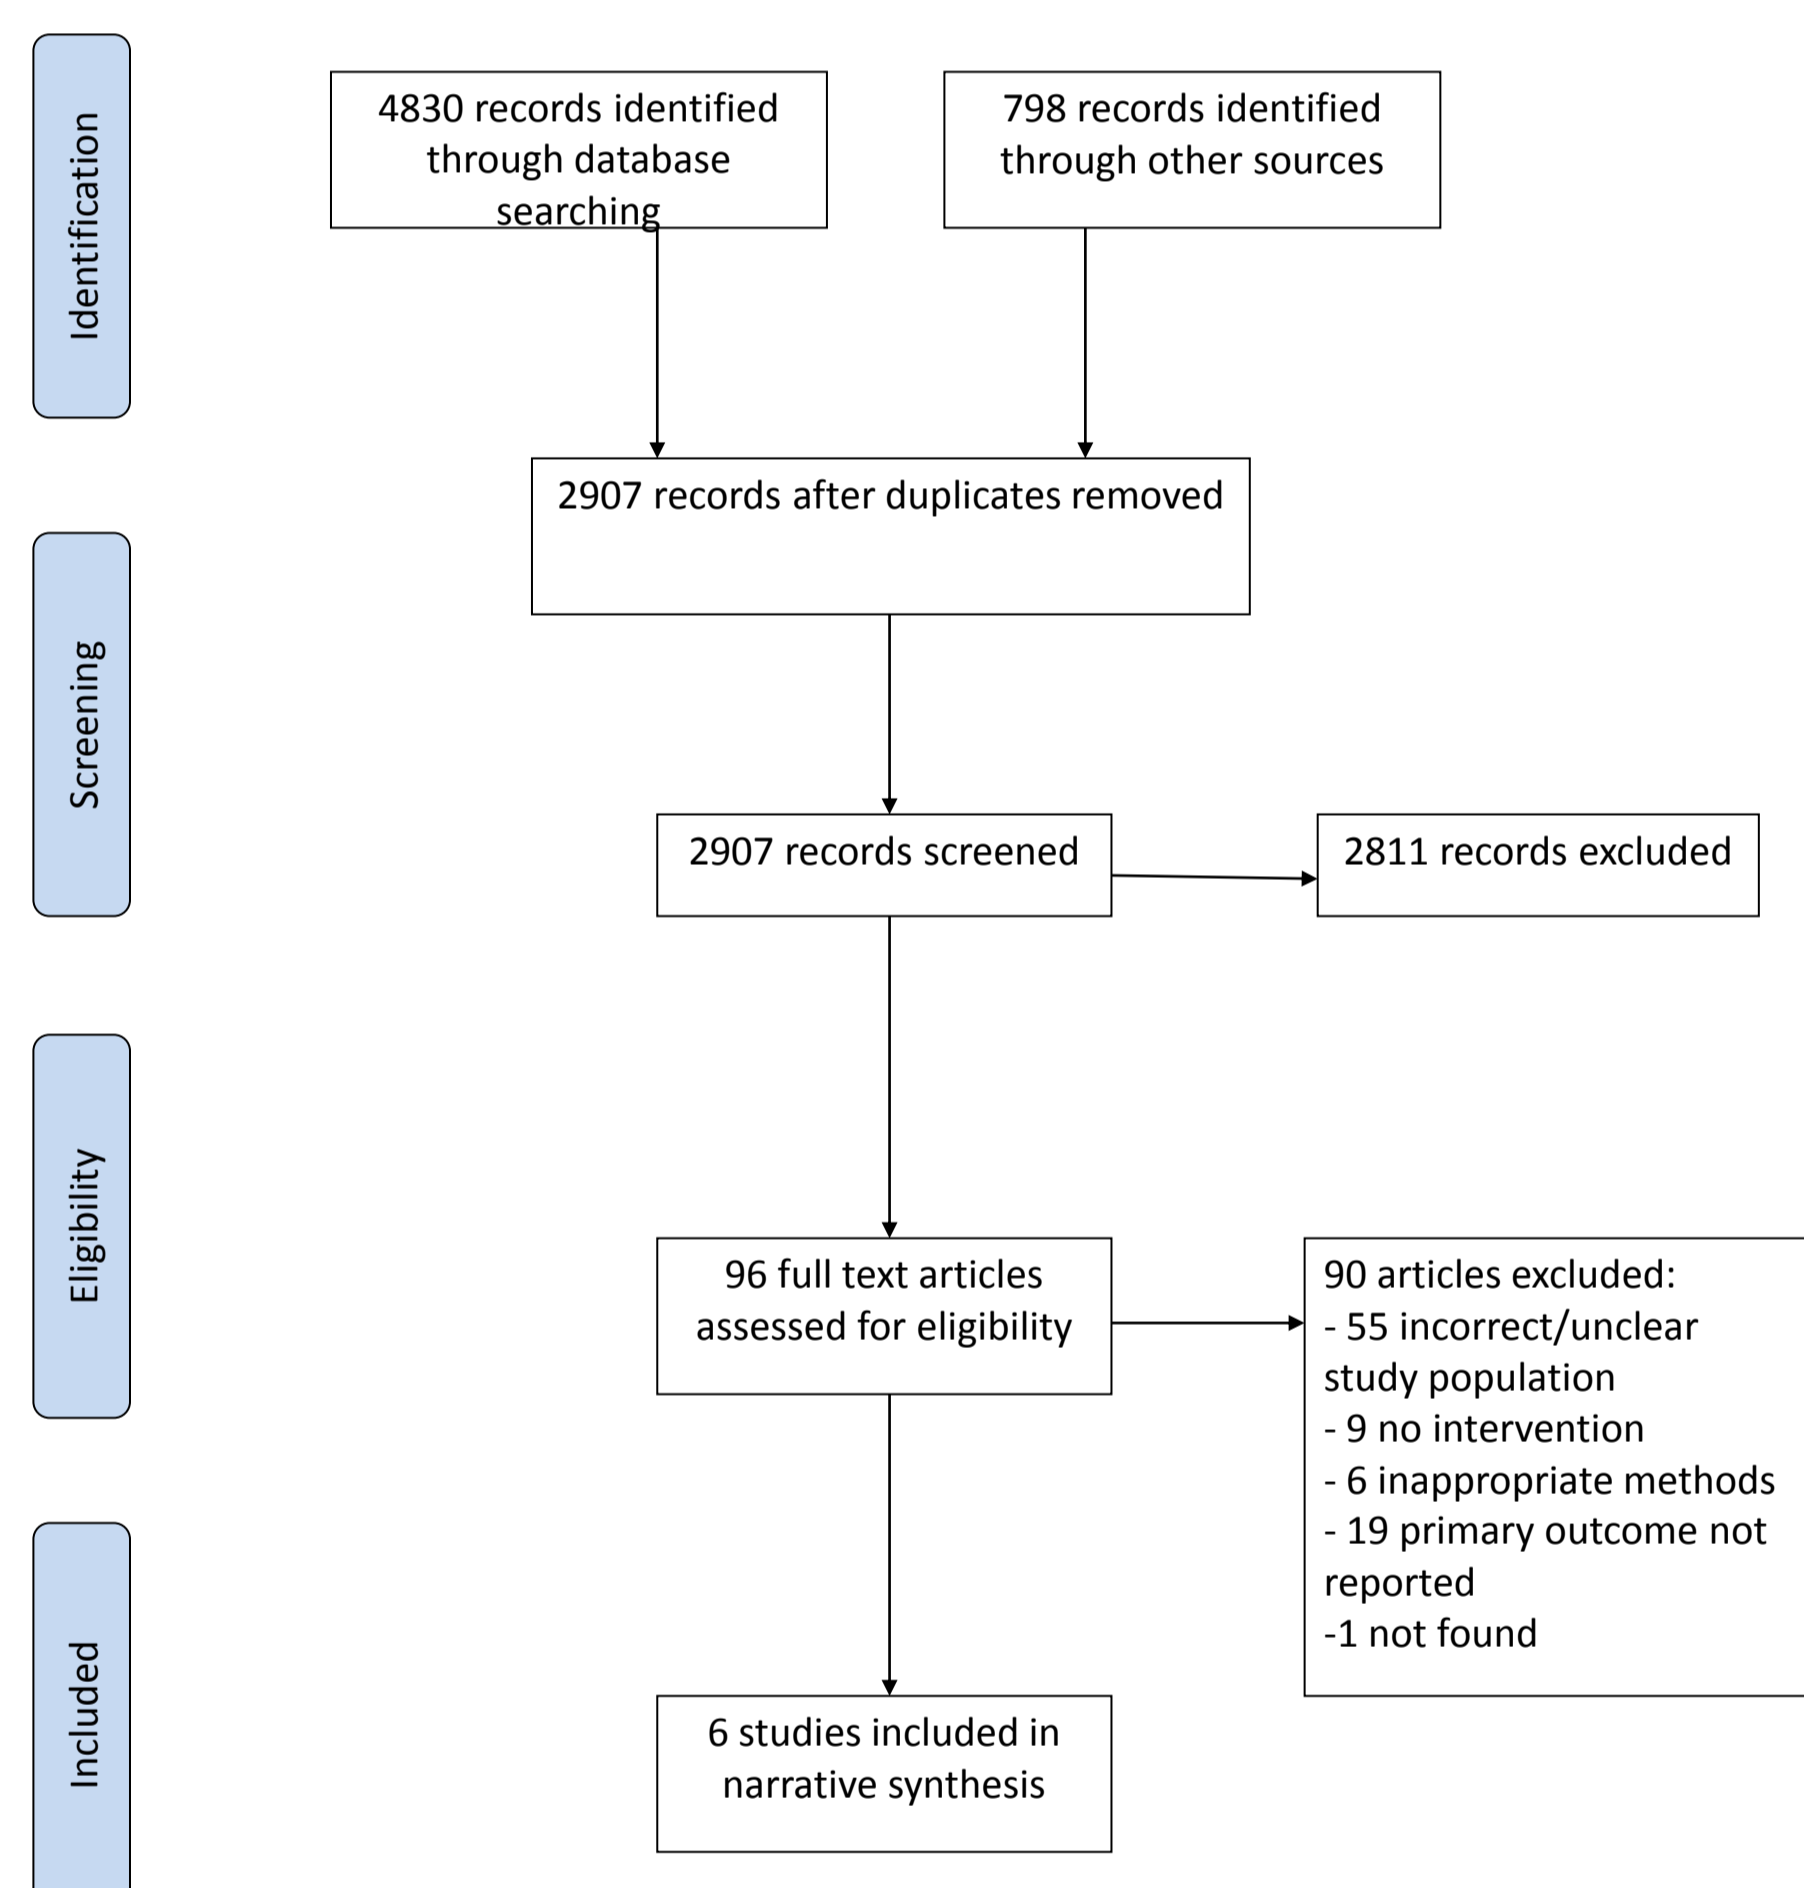 Identification
4830 records identified
through database
searching
798 records identified
through other sources
2907 records after duplicates removed
Screening
2907 records screened
2811 records excluded
Eligibility
96 full text articles
assessed for eligibility
90 articles excluded:
- 55 incorrect/unclear
study population
- 9 no intervention
- 6 inappropriate methods
- 19 primary outcome not
reported
-1 not found
Included
6 studies included in
narrative synthesis